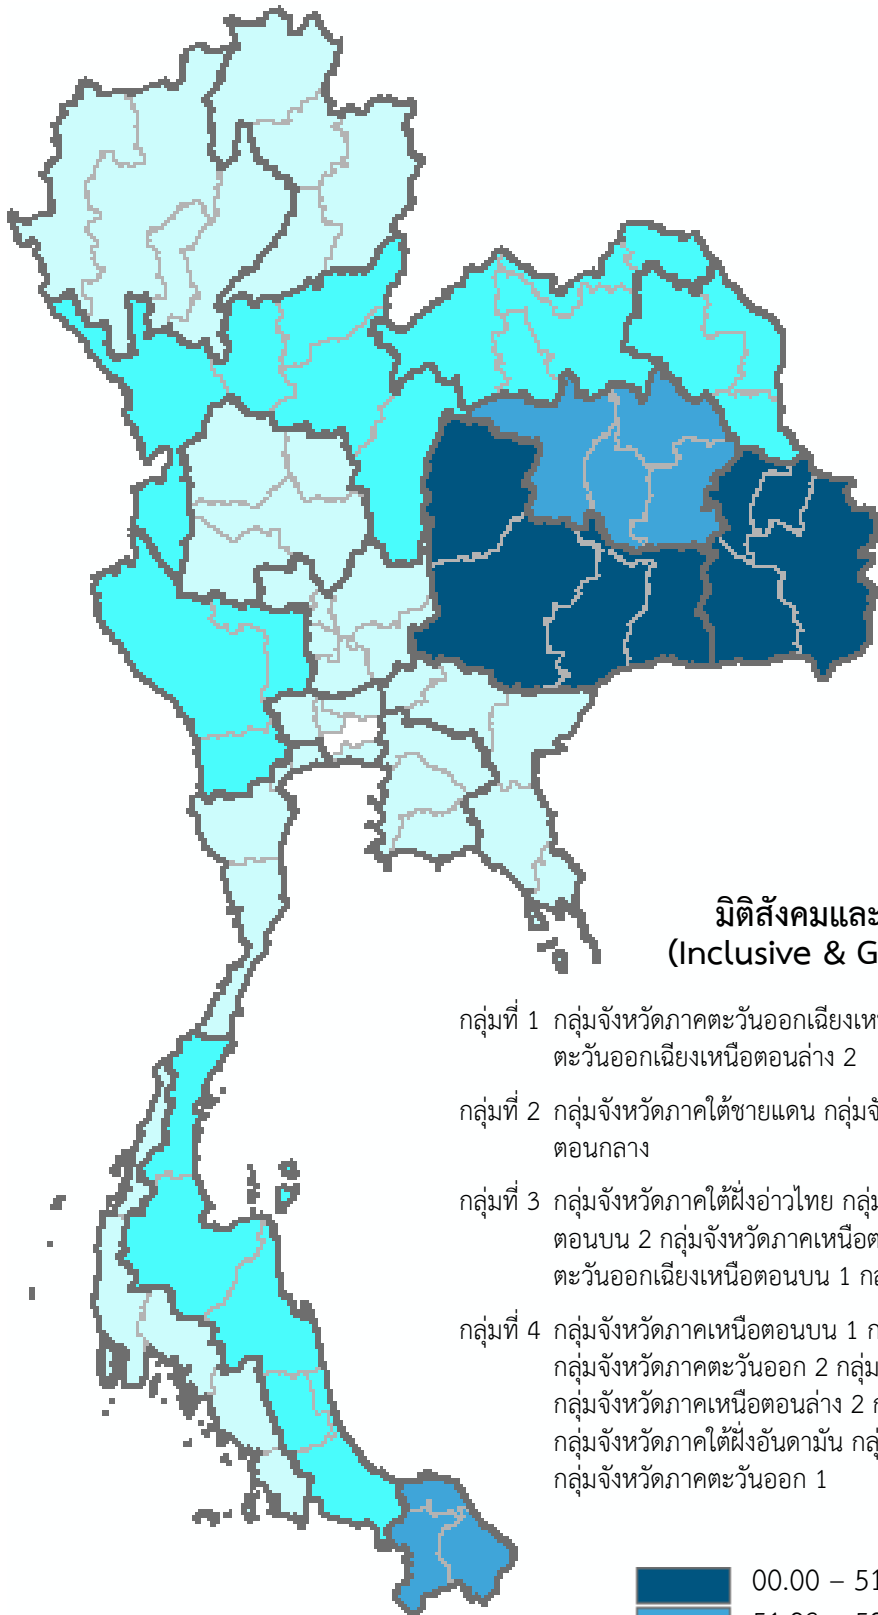 มิติสังคมและ
(Inclusive & G
กลุ่มที่ 1 กลุ่มจังหวัดภาคตะวันออกเฉียงเห
ตะวันออกเฉียงเหนือตอนล่าง 2
กลุ่มที่ 2 กลุ่มจังหวัดภาคใต้ชายแดน กลุ่มจั
ตอนกลาง
กลุ่มที่ 3 กลุ่มจังหวัดภาคใต้ฝั่งอ่าวไทย กลุ่ม
ตอนบน 2 กลุ่มจังหวัดภาคเหนือต
ตะวันออกเฉียงเหนือตอนบน 1 กล
กลุ่มที่ 4 กลุ่มจังหวัดภาคเหนือตอนบน 1 ก
กลุ่มจังหวัดภาคตะวันออก 2 กลุ่ม
กลุ่มจังหวัดภาคเหนือตอนล่าง 2 ก
กลุ่มจังหวัดภาคใต้ฝั่งอันดามัน กลุ่
กลุ่มจังหวัดภาคตะวันออก 1
00.00 – 51